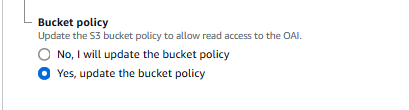 Bucket policy
Update the S3 bucket policy to allow read access to the OAI.
No, I will update the bucket policy
Yes, update the bucket policy